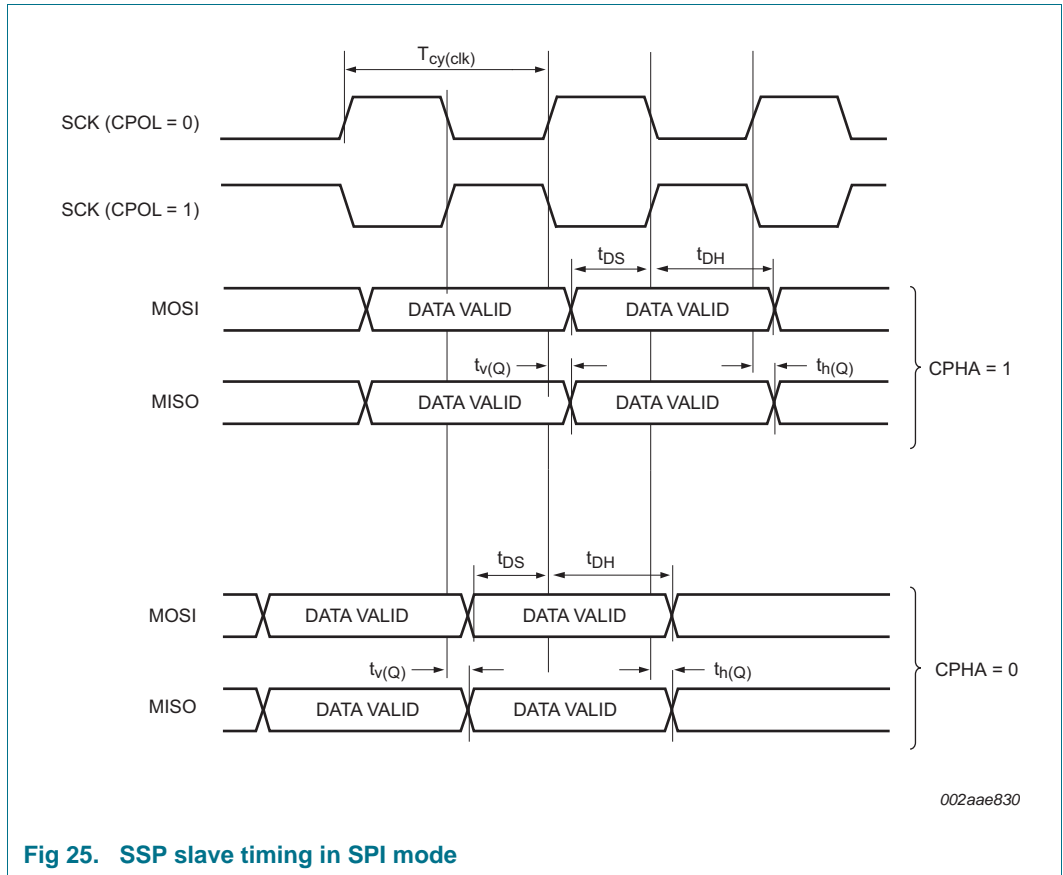 Tcy(clk)
SCK (CPOL = 0)
SCK (CPOL = 1)
tDS tDH
MOSI DATA VALID DATA VALID
tv(Q) th(Q)
CPHA = 1
MISO DATA VALID DATA VALID
tDS tDH
MOSI DATA VALID DATA VALID
tv(Q) th(Q)
CPHA = 0
MISO DATA VALID DATA VALID
002aae830
Fig 25. SSP slave timing in SPI mode